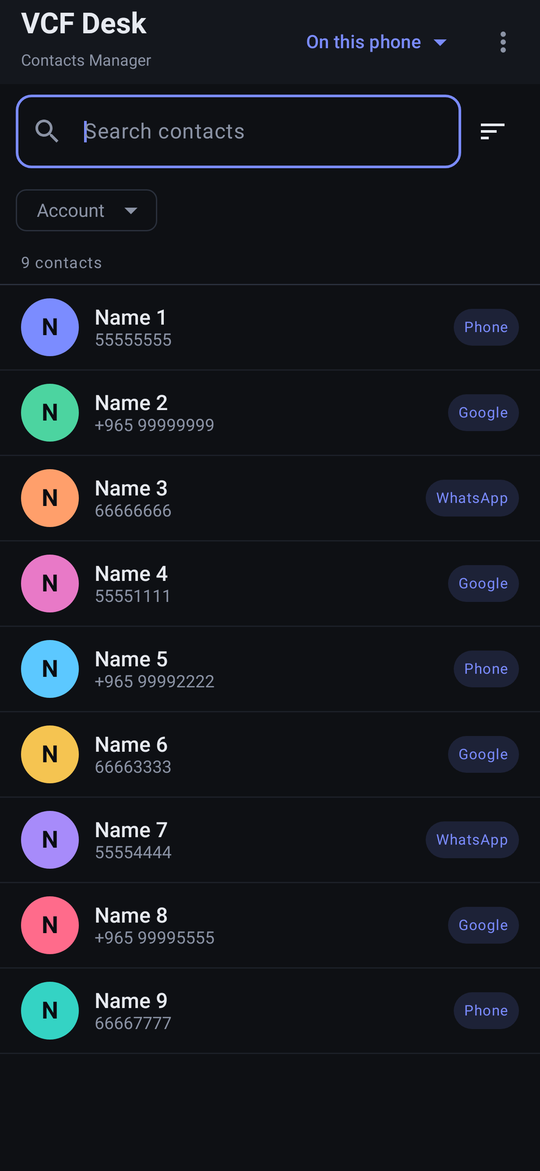 VCF Desk
Contacts Manager
On this phone
Search contacts
Account
9 contacts
N
Name 1
55555555
Phone
N
Name 2
+965 99999999
Google
N
Name 3
66666666
WhatsApp
N
Name 4
55551111
Google
N
Name 5
+965 99992222
Phone
N
Name 6
66663333
Google
N
Name 7
55554444
WhatsApp
N
Name 8
+965 99995555
Google
N
Name 9
66667777
Phone